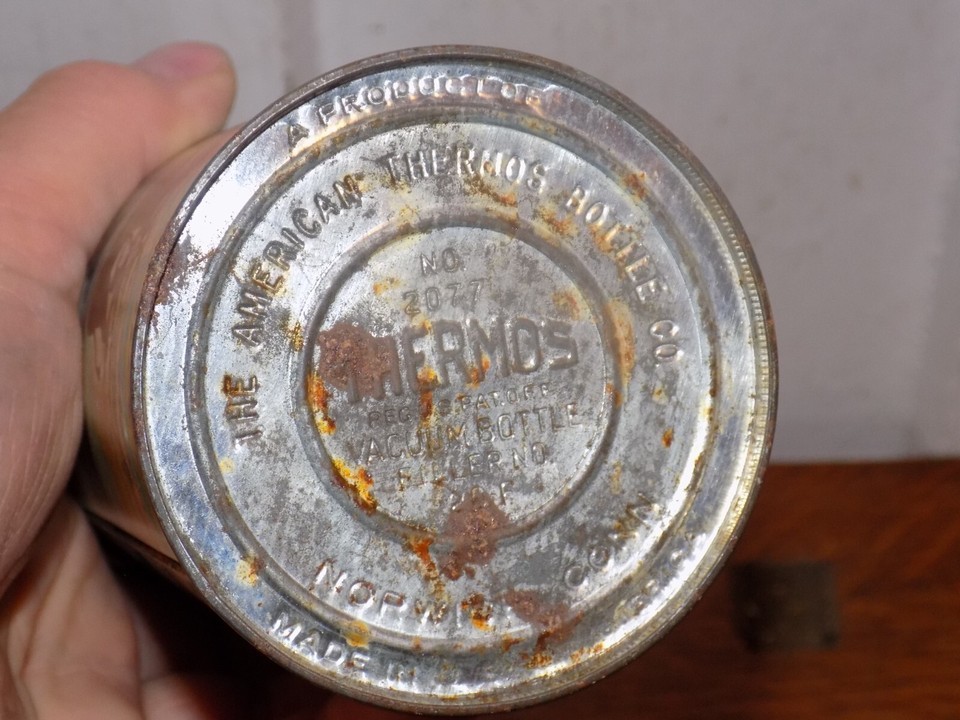 A PRODUCT OF
THE AMERICAN THERMOS BOTTLE CO.
NO.
2077
THERMOS
REG. U.S. PAT. OFF.
VACUUM BOTTLE
FILLER NO.
NORWICH CONN
MADE IN